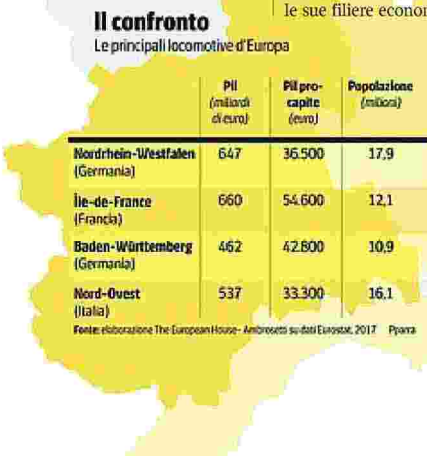 le sue filiere econo
Il confronto
Le principali locomotive d'Europa
Pil Pil pro- Popolazione
(miliardi capite (milioni)
di euro) (euro)
Nordrhein-Westfalen 647 36.500 17,9
(Germania)
Île-de-France 660 54.600 12,1
(Francia)
Baden-Württemberg 462 42.800 10,9
(Germania)
Nord-Ovest 537 33.300 16,1
(Italia)
Fonte: elaborazione The European House - Ambrosetti su dati Eurostat, 2017 Pparra